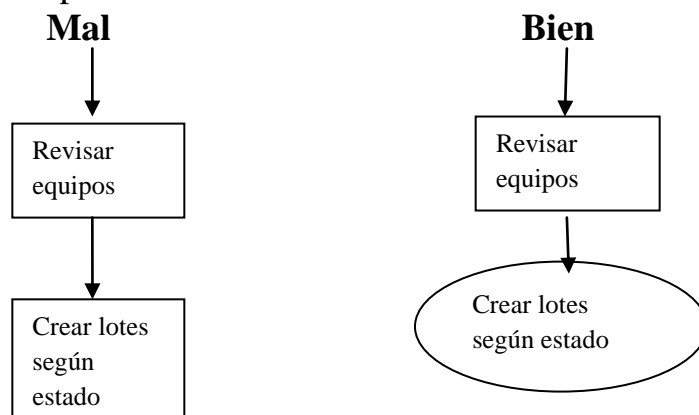 Mal
Revisar
equipos
Crear lotes
según
estado
Bien
Revisar
equipos
Crear lotes
según estado